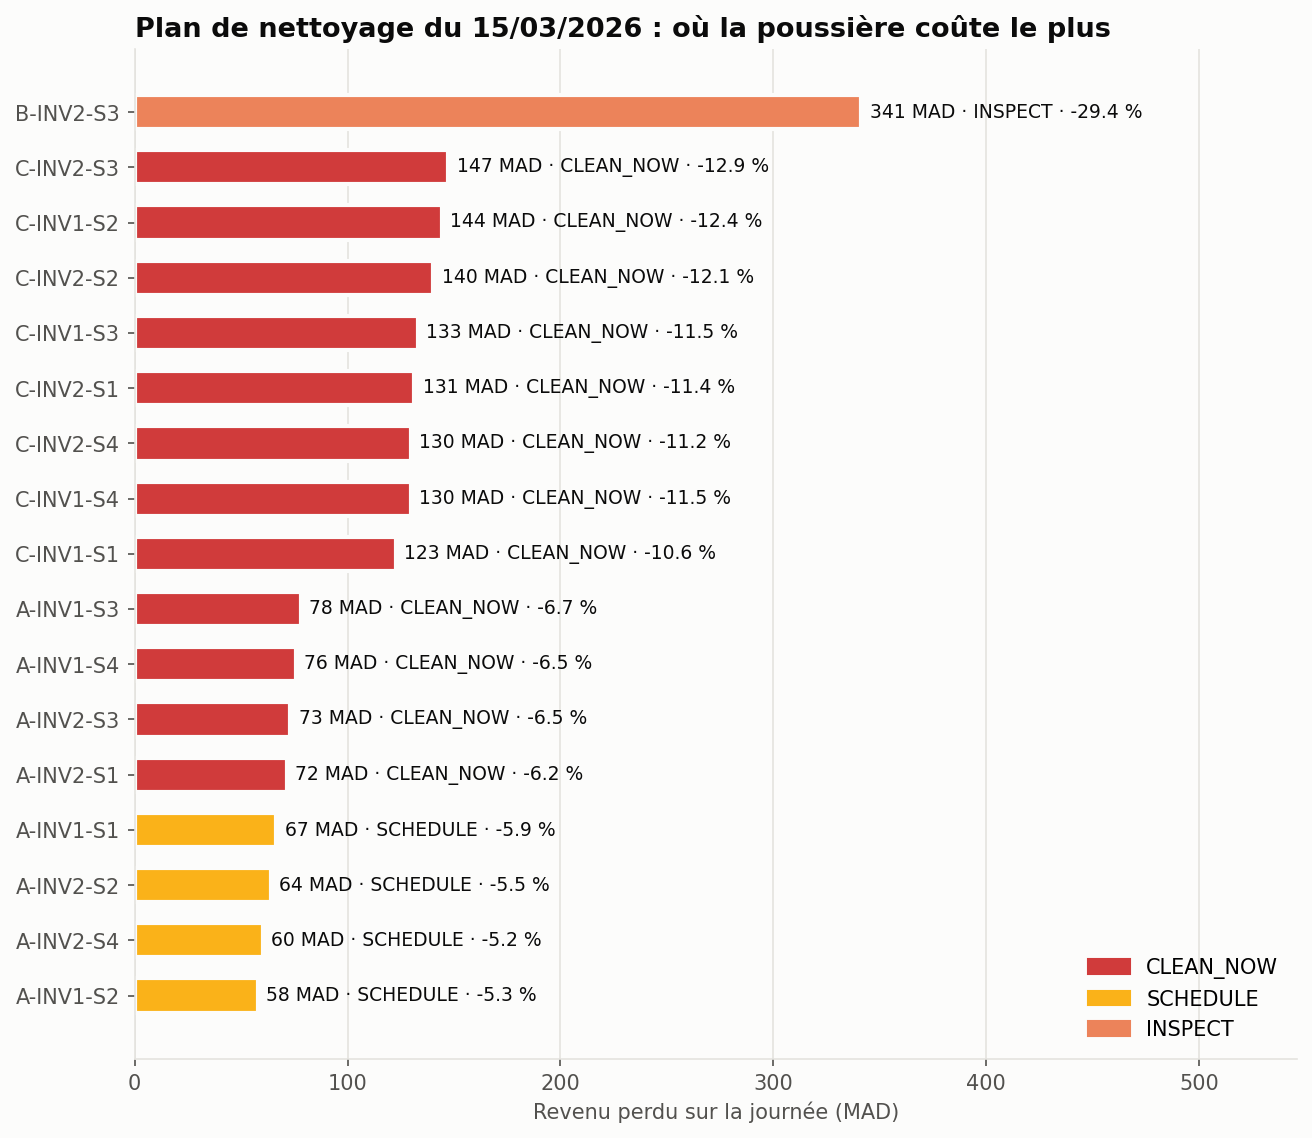 Plan de nettoyage du 15/03/2026 : où la poussière coûte le plus
B-INV2-S3 341 MAD · INSPECT · -29.4 %
C-INV2-S3 147 MAD · CLEAN_NOW · -12.9 %
C-INV1-S2 144 MAD · CLEAN_NOW · -12.4 %
C-INV2-S2 140 MAD · CLEAN_NOW · -12.1 %
C-INV1-S3 133 MAD · CLEAN_NOW · -11.5 %
C-INV2-S1 131 MAD · CLEAN_NOW · -11.4 %
C-INV2-S4 130 MAD · CLEAN_NOW · -11.2 %
C-INV1-S4 130 MAD · CLEAN_NOW · -11.5 %
C-INV1-S1 123 MAD · CLEAN_NOW · -10.6 %
A-INV1-S3 78 MAD · CLEAN_NOW · -6.7 %
A-INV1-S4 76 MAD · CLEAN_NOW · -6.5 %
A-INV2-S3 73 MAD · CLEAN_NOW · -6.5 %
A-INV2-S1 72 MAD · CLEAN_NOW · -6.2 %
A-INV1-S1 67 MAD · SCHEDULE · -5.9 %
A-INV2-S2 64 MAD · SCHEDULE · -5.5 %
A-INV2-S4 60 MAD · SCHEDULE · -5.2 %
A-INV1-S2 58 MAD · SCHEDULE · -5.3 %
CLEAN_NOW
SCHEDULE
INSPECT
0 100 200 300 400 500
Revenu perdu sur la journée (MAD)